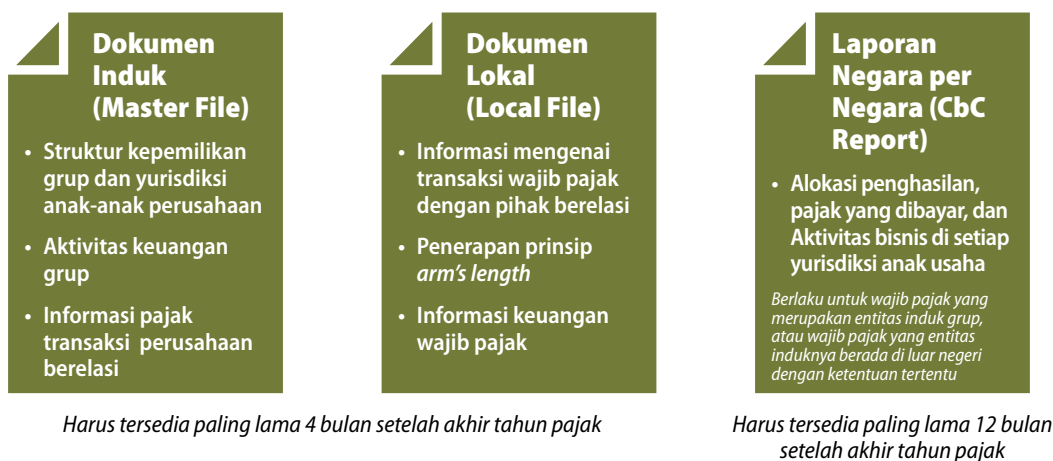 Dokumen
Induk
(Master File)
• Struktur kepemilikan
grup dan yurisdiksi
anak-anak perusahaan
• Aktivitas keuangan
grup
• Informasi pajak
transaksi perusahaan
berelasi
Dokumen
Lokal
(Local File)
• Informasi mengenai
transaksi wajib pajak
dengan pihak berelasi
• Penerapan prinsip
arm's length
• Informasi keuangan
wajib pajak
Harus tersedia paling lama 4 bulan setelah akhir tahun pajak
Laporan
Negara per
Negara (CbC
Report)
• Alokasi penghasilan,
pajak yang dibayar, dan
Aktivitas bisnis di setiap
yurisdiksi anak usaha
Berlaku untuk wajib pajak yang
merupakan entitas induk grup,
atau wajib pajak yang entitas
induknya berada di luar negeri
dengan ketentuan tertentu
Harus tersedia paling lama 12 bulan
setelah akhir tahun pajak